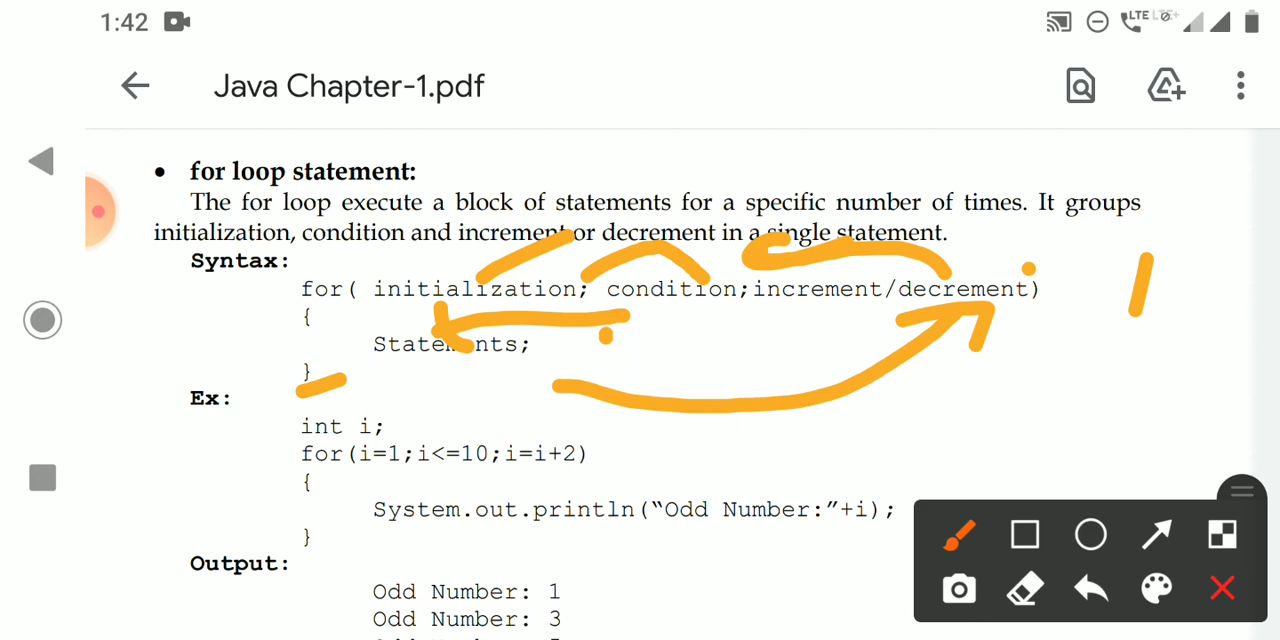 1:42 LTE LTE+
Java Chapter-1.pdf
• for loop statement:
The for loop execute a block of statements for a specific number of times. It groups
initialization, condition and increment or decrement in a single statement.
Syntax:
for( initialization; condition;increment/decrement)
{
Statements;
}
Ex:
int i;
for(i=1;i<=10;i=i+2)
{
System.out.println(“Odd Number:”+i);
}
Output:
Odd Number: 1
Odd Number: 3